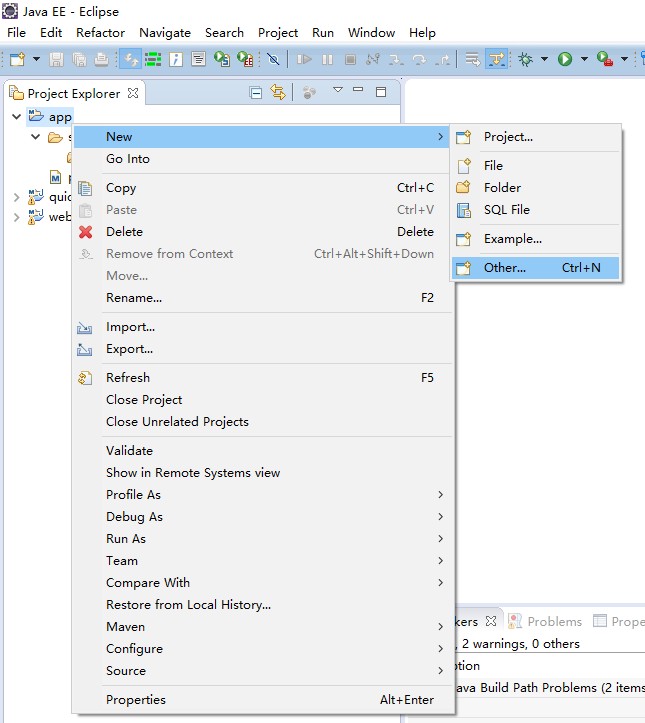 Java EE - Eclipse
File Edit Refactor Navigate Search Project Run Window Help
Project Explorer
app
New
Go Into
Copy Ctrl+C
Paste Ctrl+V
Delete Delete
Remove from Context Ctrl+Alt+Shift+Down
Move...
Rename... F2
Import...
Export...
Refresh F5
Close Project
Close Unrelated Projects
Validate
Show in Remote Systems view
Profile As
Debug As
Run As
Team
Compare With
Restore from Local History...
Maven
Configure
Source
Properties Alt+Enter
Project...
File
Folder
SQL File
Example...
Other... Ctrl+N
s
p
quic
web
kers Problems Prope
, 2 warnings, 0 others
ption
ava Build Path Problems (2 items